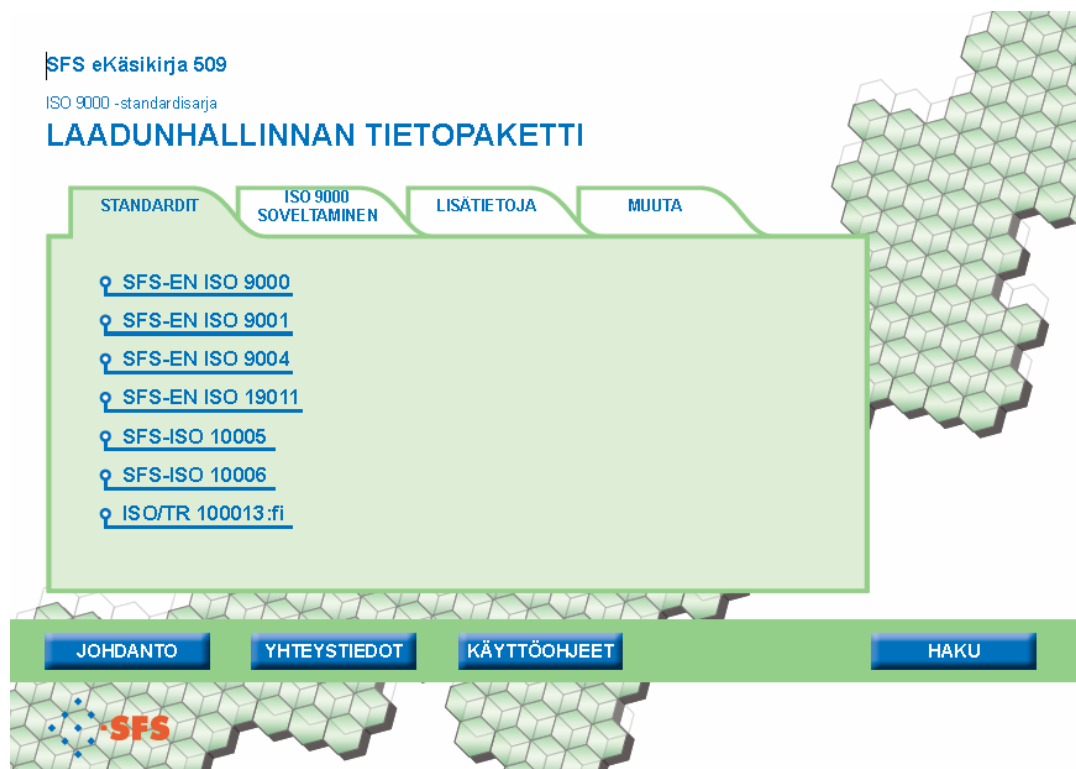 SFS eKäsikirja 509
ISO 9000 -standardisarja
LAADUNHALLINNAN TIETOPAKETTI
STANDARDIT
ISO 9000
SOVELTAMINEN
LISÄTIETOJA
MUUTA
SFS-EN ISO 9000
SFS-EN ISO 9001
SFS-EN ISO 9004
SFS-EN ISO 19011
SFS-ISO 10005
SFS-ISO 10006
ISO/TR 100013:fi
JOHDANTO
YHTEYSTIEDOT
KÄYTTÖOHJEET
HAKU
SFS